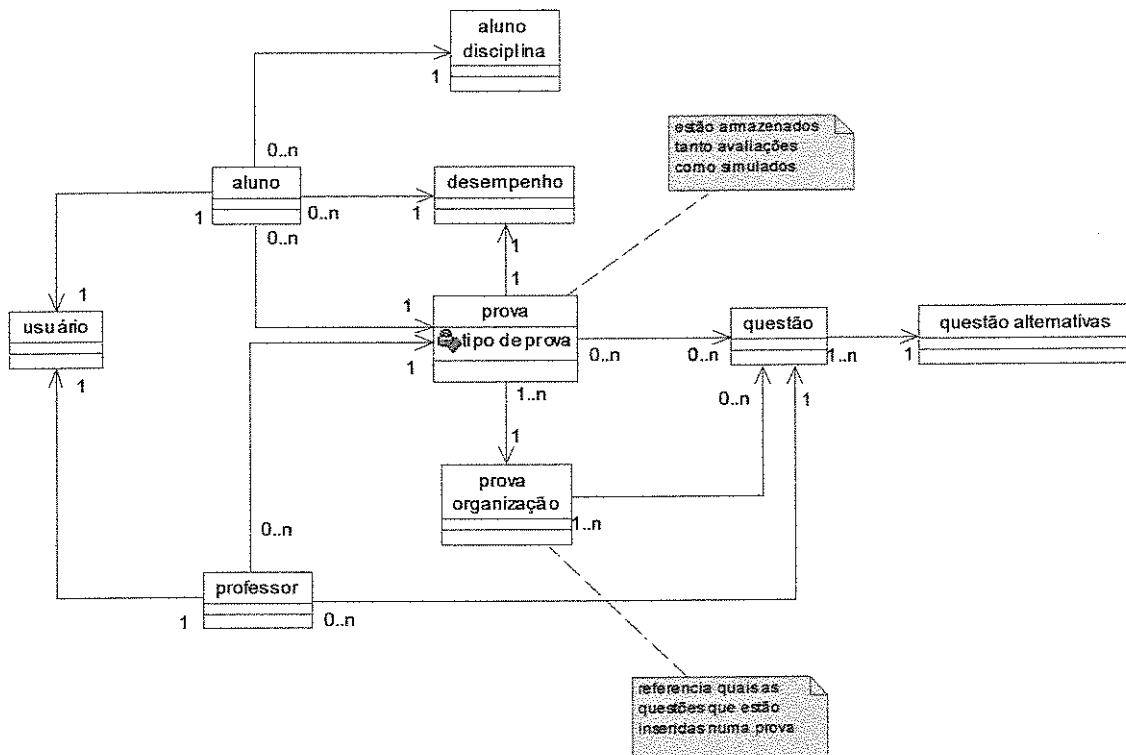 aluno
disciplina
1
estão armazenados
tanto avaliações
como simulados
0..n
aluno
desempenho
1
0..n
1
0..n
1
1
1
1
prova
questão
questão alternativas
usuário
tipo de prova
0..n
0..n
1..n
1
1
1
1..n
0..n
1
1
prova
organização
1..n
0..n
professor
1
0..n
referencia quais as
questões que estão
inseridas numa prova